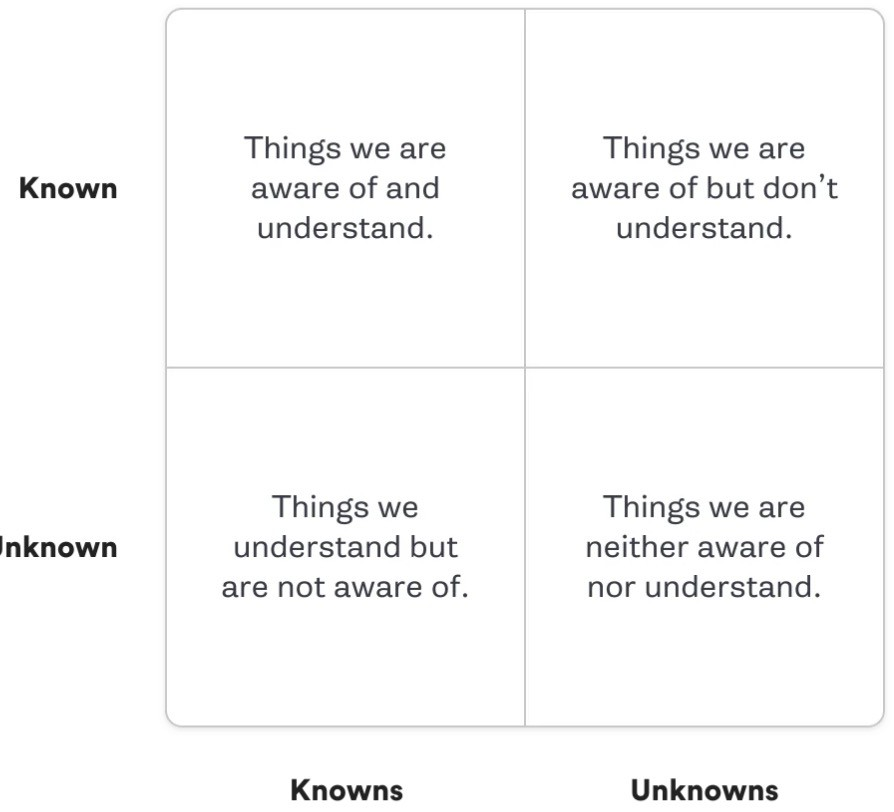 Things we are
aware of and
understand.
Things we are
aware of but don’t
understand.
Known
Things we
understand but
are not aware of.
Things we are
neither aware of
nor understand.
Unknown
Knowns
Unknowns